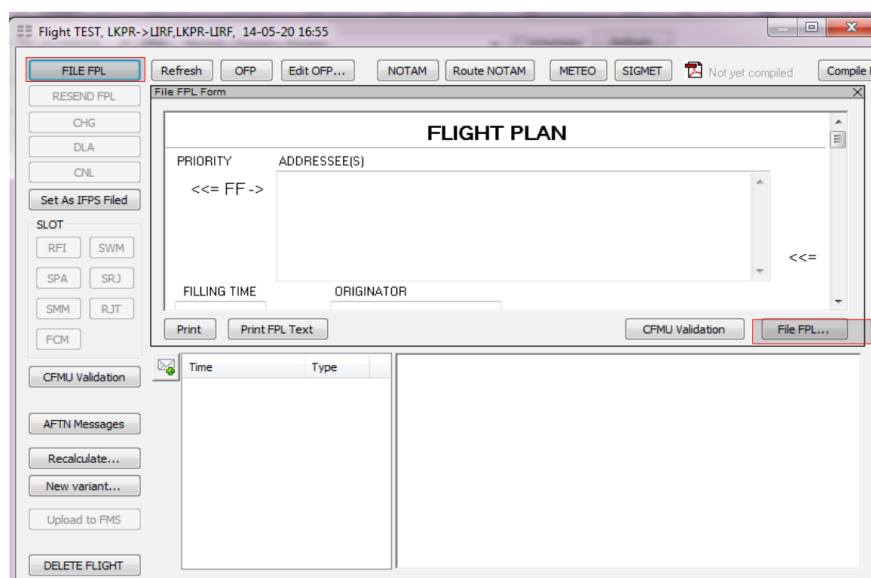 Flight TEST, LKPR->LIRF,LKPR-LIRF, 14-05-20 16:55
FILE FPL
Refresh
OFP
Edit OFP...
NOTAM
Route NOTAM
METEO
SIGMET
Not yet compiled
Compile
RESEND FPL
CHG
DLA
CNL
Set As IFPS Filed
SLOT
RFI
SWM
SPA
SRJ
SMM
RJT
FCM
CFMU Validation
AFTN Messages
Recalculate...
New variant...
Upload to FMS
DELETE FLIGHT
File FPL Form
FLIGHT PLAN
PRIORITY
ADDRESSEE(S)
<<= FF ->
<<=
FILLING TIME
ORIGINATOR
Print
Print FPL Text
CFMU Validation
File FPL...
Time
Type